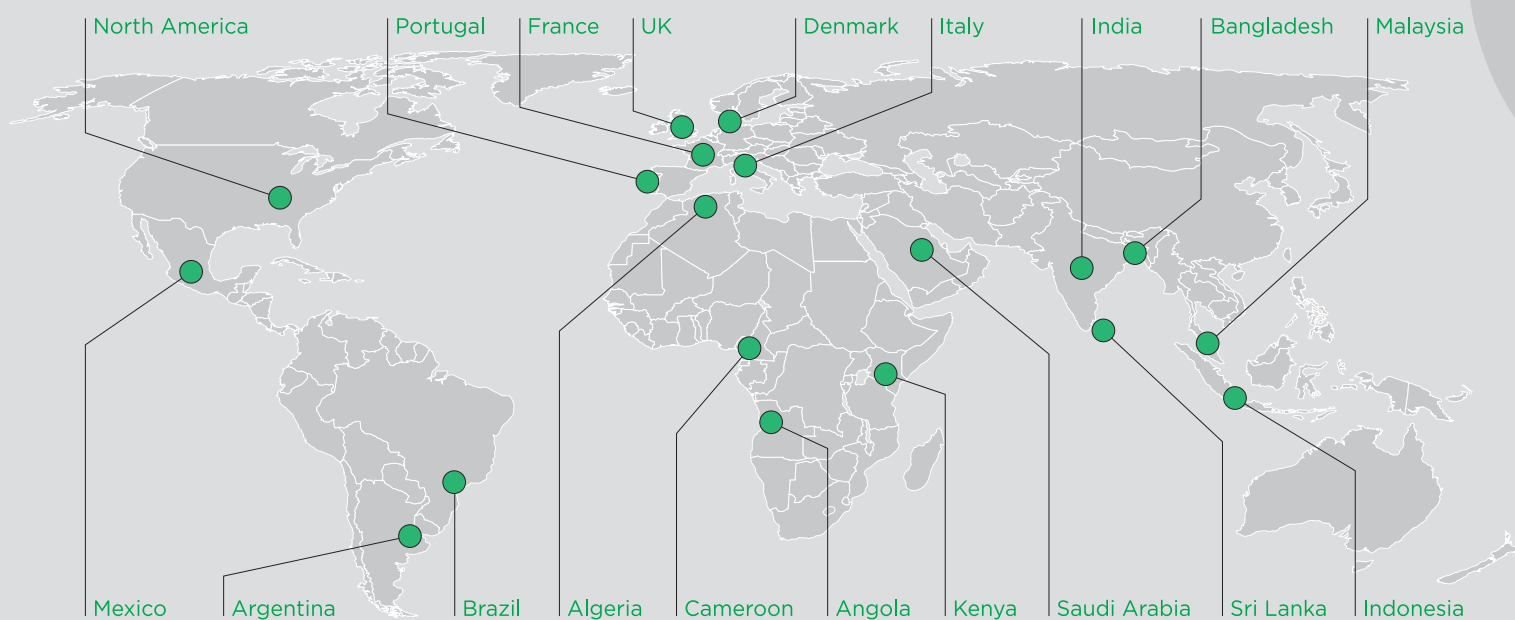 North America
Portugal
France
UK
Denmark
Italy
India
Bangladesh
Malaysia
Mexico
Argentina
Brazil
Algeria
Cameroon
Angola
Kenya
Saudi Arabia
Sri Lanka
Indonesia